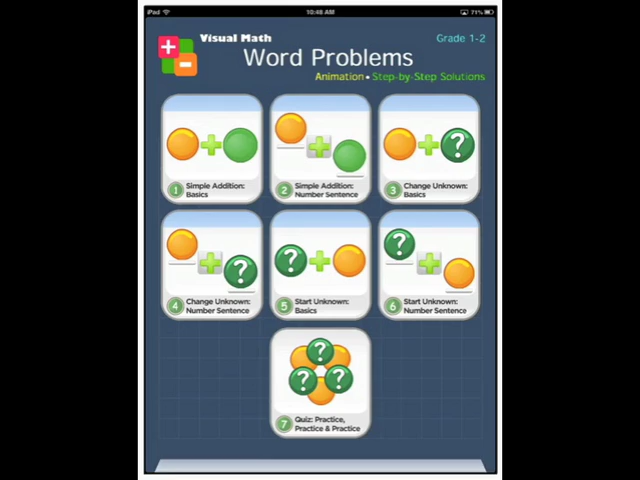 iPad 10:48 AM 71%
Visual Math
Grade 1-2
Word Problems
Animation • Step-by-Step Solutions
+
-
+
+
+ ?
1 Simple Addition:
Basics
2 Simple Addition:
Number Sentence
3 Change Unknown:
Basics
+ ?
? +
? +
4 Change Unknown:
Number Sentence
5 Start Unknown:
Basics
6 Start Unknown:
Number Sentence
?
? ?
7 Quiz: Practice,
Practice & Practice